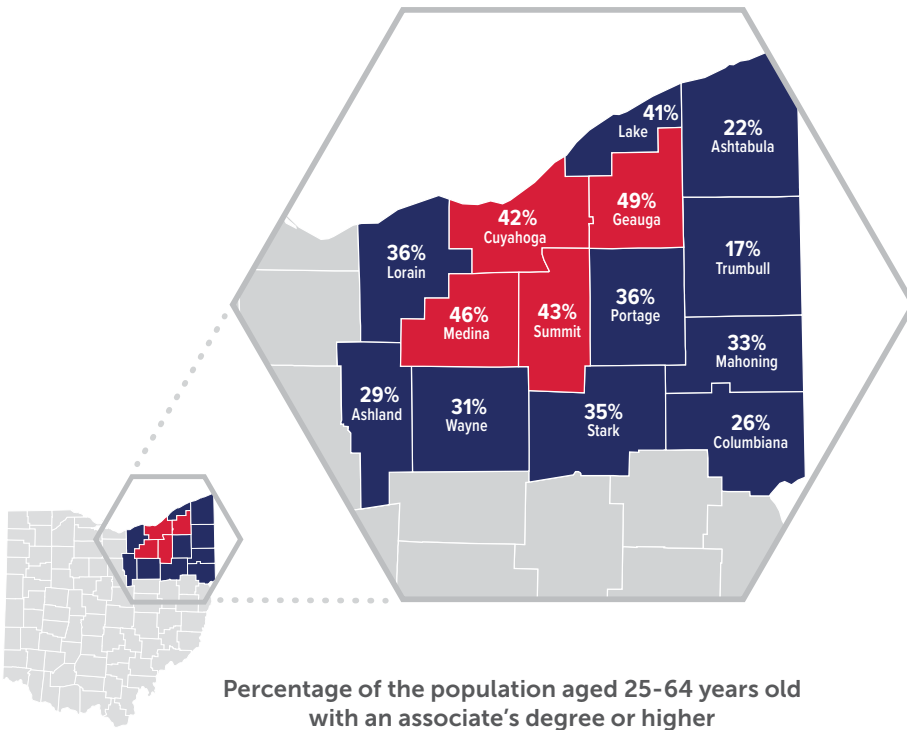 41%
Lake
22%
Ashtabula
49%
Geauga
42%
Cuyahoga
36%
Lorain
17%
Trumbull
46%
Medina
43%
Summit
36%
Portage
33%
Mahoning
29%
Ashland
31%
Wayne
35%
Stark
26%
Columbiana
Percentage of the population aged 25-64 years old
with an associate's degree or higher